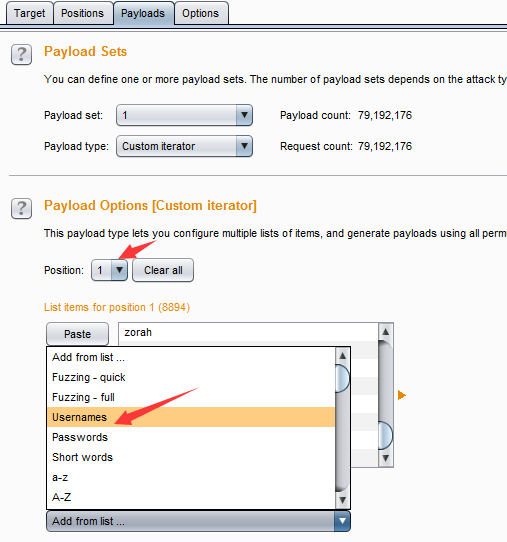 Target Positions Payloads Options
? Payload Sets
You can define one or more payload sets. The number of payload sets depends on the attack ty
Payload set: 1 Payload count: 79,192,176
Payload type: Custom iterator Request count: 79,192,176
? Payload Options [Custom iterator]
This payload type lets you configure multiple lists of items, and generate payloads using all perm
Position: 1 Clear all
List items for position 1 (8894)
Paste zorah
Add from list ...
Fuzzing - quick
Fuzzing - full
Usernames
Passwords
Short words
a-z
A-Z
Add from list ...